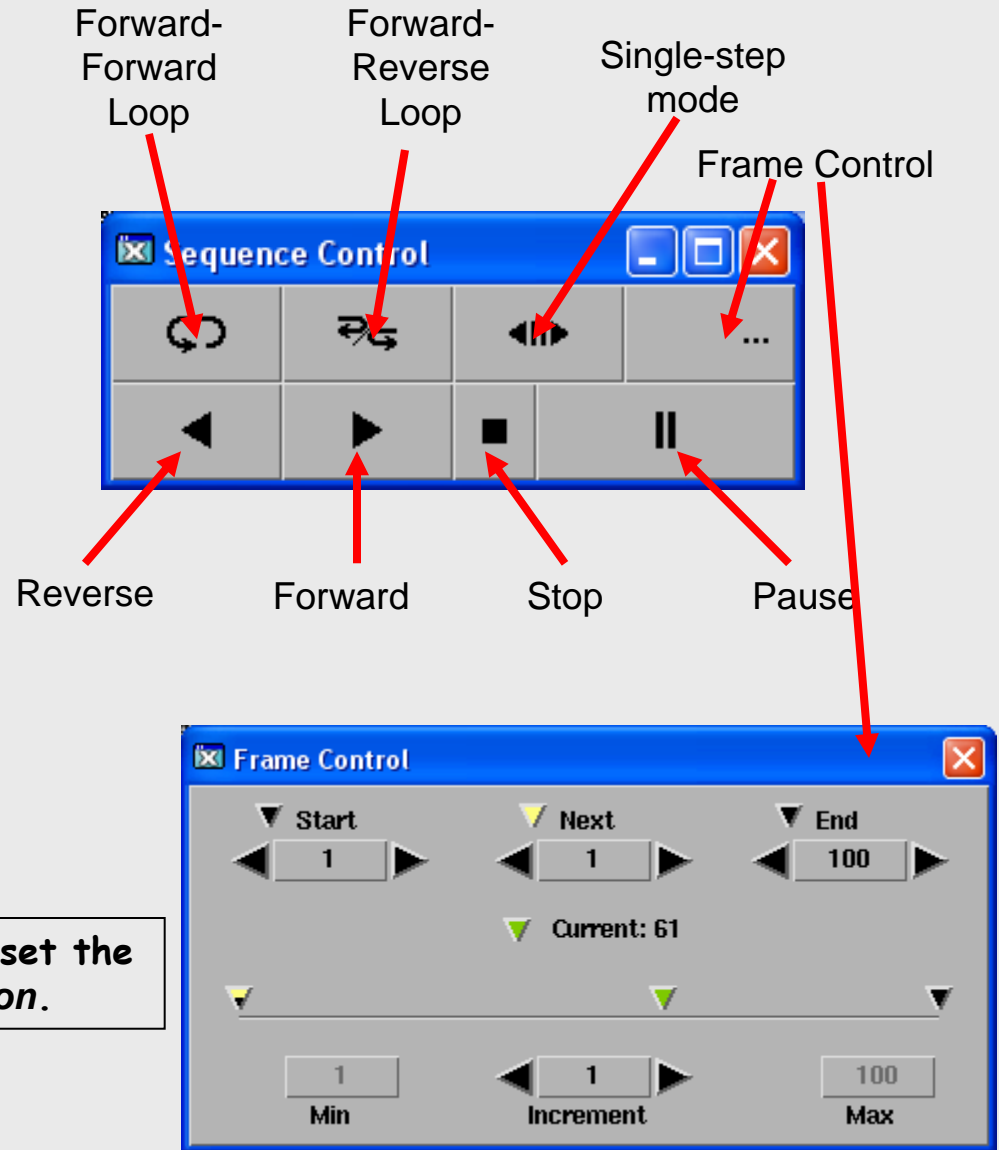 Forward-
Forward
Loop
Forward-
Reverse
Loop
Single-step
mode
Frame Control
Sequence Control
...
Reverse
Forward
Stop
Pause
Frame Control
Start
Next
End
1
1
100
Current: 61
set the
on.
1
1
100
Min
Increment
Max